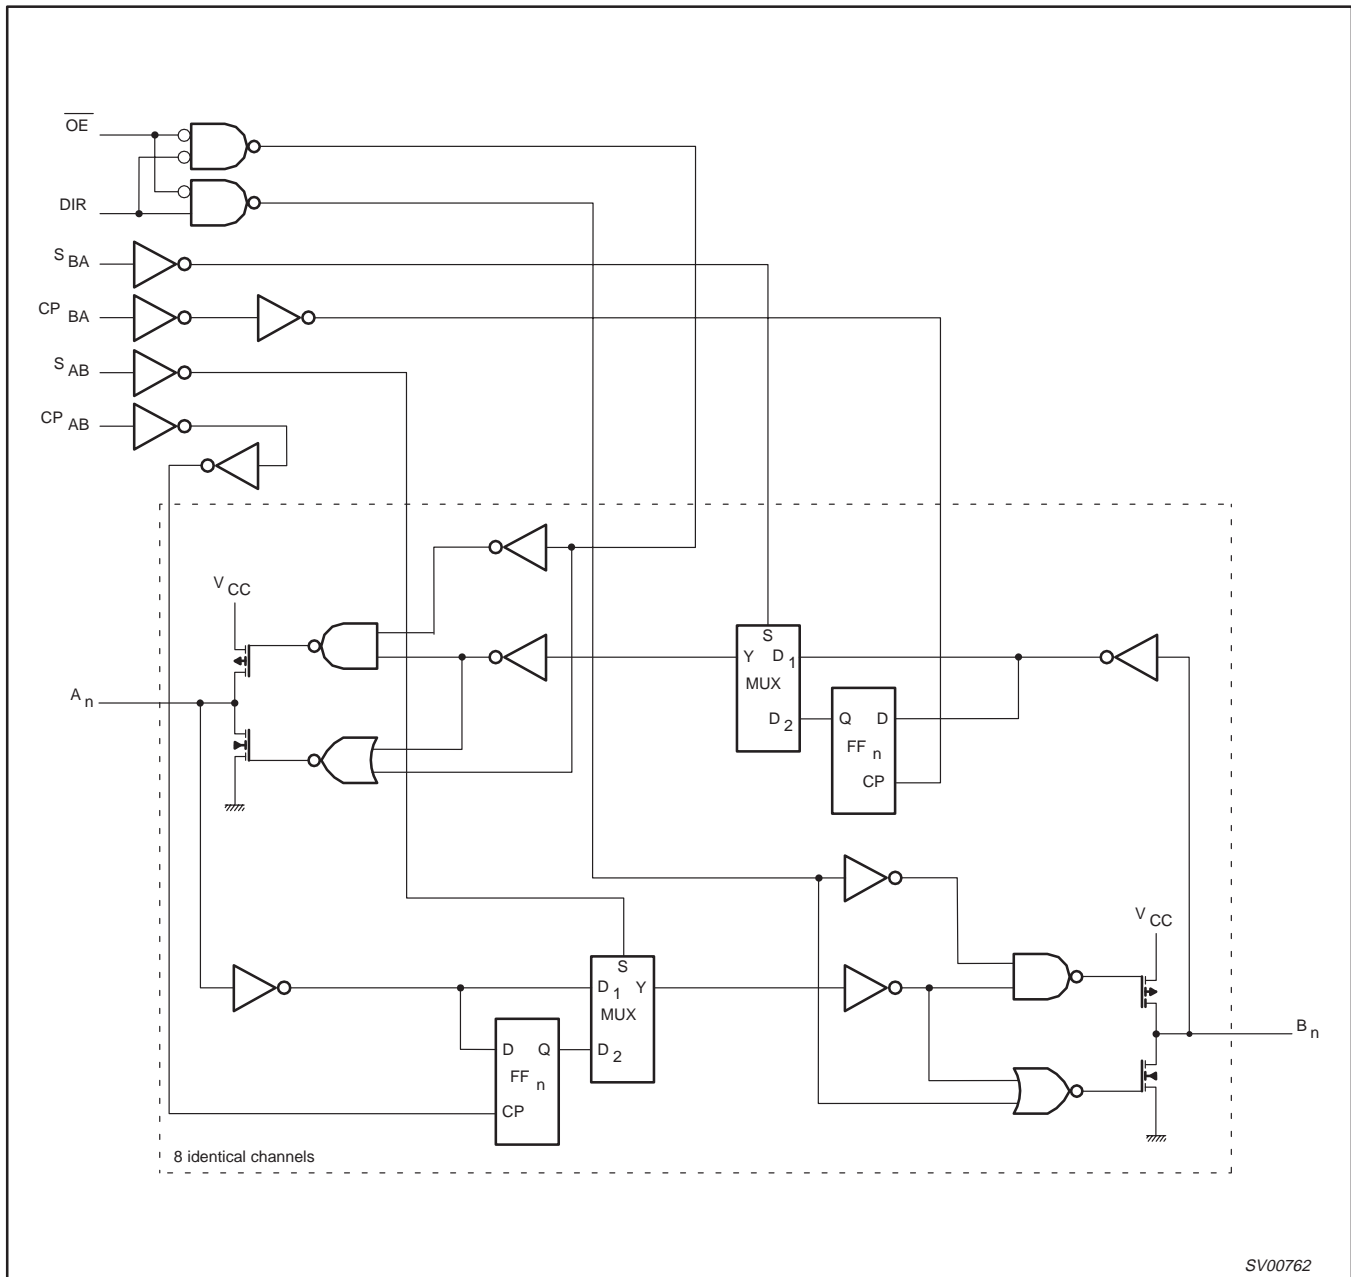 OE
DIR
S BA
CP BA
S AB
CP AB
V CC
S
Y D 1
MUX
D 2
Q D
FF n
CP
A n
V CC
S
D 1 Y
MUX
D 2
D Q
FF n
CP
B n
8 identical channels
SV00762